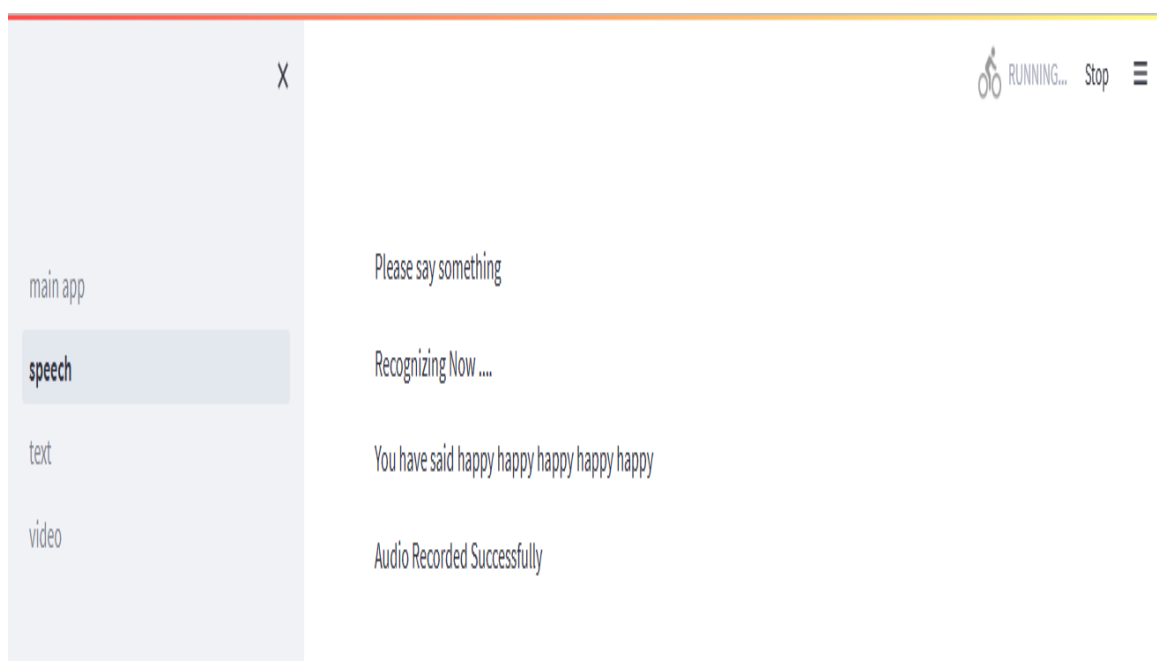 X
RUNNING... Stop
main app
speech
text
video
Please say something
Recognizing Now ....
You have said happy happy happy happy happy
Audio Recorded Successfully